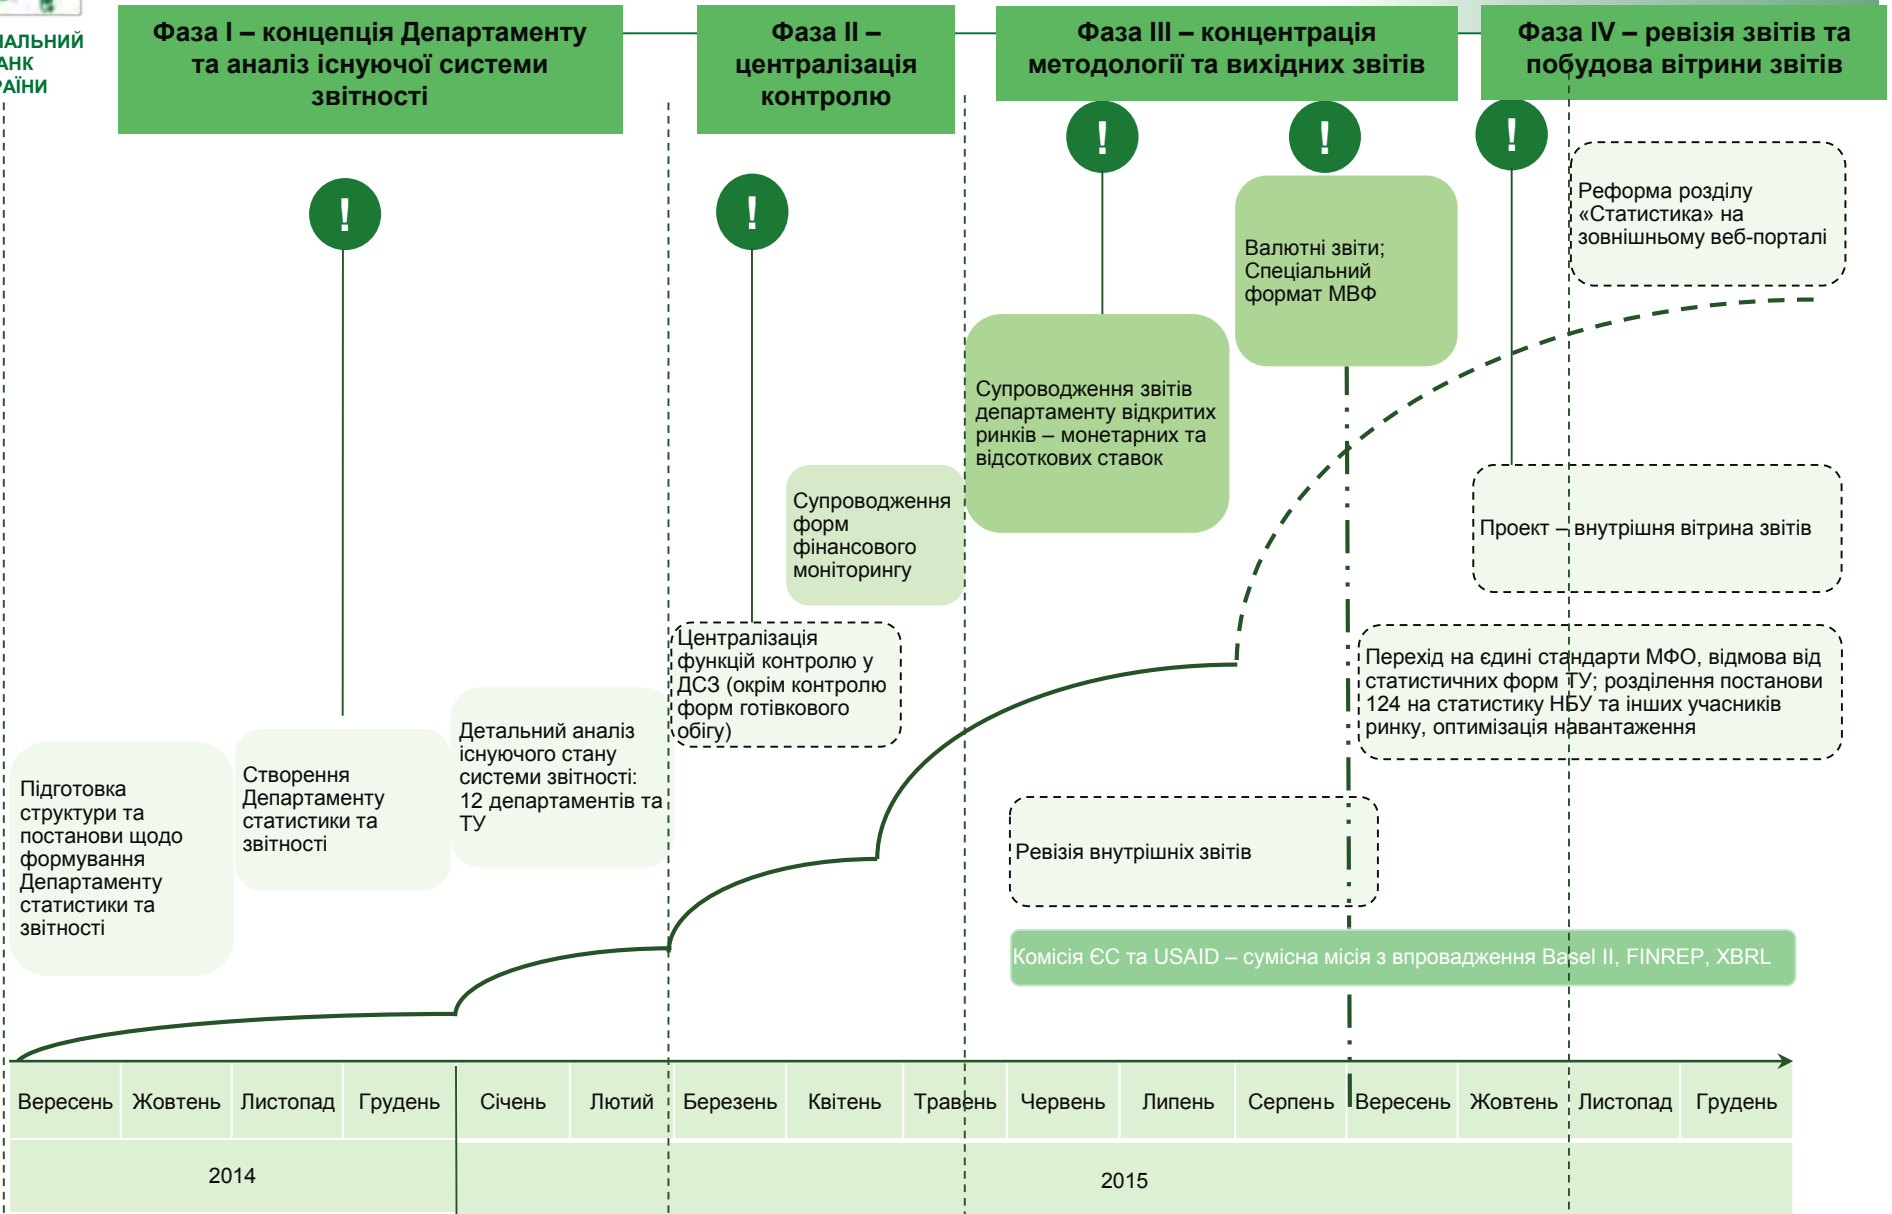 АЛЬНИЙ
АНК
РАЇНИ
Фаза I – концепція Департаменту
та аналіз існуючої системи
звітності
Фаза II –
централізація
контролю
Фаза III – концентрація
методології та вихідних звітів
Фаза IV – ревізія звітів та
побудова вітрини звітів
!
!
!
!
!
Реформа розділу
«Статистика» на
зовнішньому веб-порталі
Валютні звіти;
Спеціальний
формат МВФ
Супроводження звітів
департаменту відкритих
ринків – монетарних та
відсоткових ставок
Супроводження
форм
фінансового
моніторингу
Проект – внутрішня вітрина звітів
Централізація
функцій контролю у
ДСЗ (окрім контролю
форм готівкового
обігу)
Перехід на єдині стандарти МФО, відмова від
статистичних форм ТУ; розділення постанови
124 на статистику НБУ та інших учасників
ринку, оптимізація навантаження
Детальний аналіз
існуючого стану
системи звітності:
12 департаментів та
ТУ
Створення
Департаменту
статистики та
звітності
Підготовка
структури та
постанови щодо
формування
Департаменту
статистики та
звітності
Ревізія внутрішніх звітів
Комісія ЄС та USAID – сумісна місія з впровадження Basel II, FINREP, XBRL
Вересень Жовтень Листопад Грудень Січень Лютий Березень Квітень Травень Червень Липень Серпень Вересень Жовтень Листопад Грудень
2014 2015